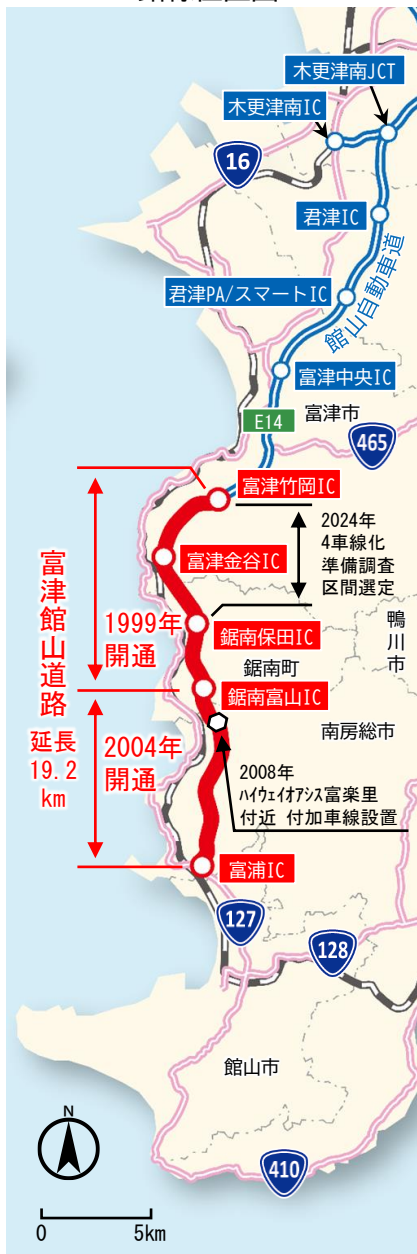 木更津南JCT
木更津南IC
16
君津IC
君津PA/スマートIC
館山自動車道
富津中央IC
E14
富津市
465
富津竹岡IC
2024年
4車線化
準備調査
区間選定
富津金谷IC
富津館山道路
延長
19.2
km
1999年
開通
鋸南保田IC
鴨川市
鋸南町
鋸南富山IC
南房総市
2004年
開通
2008年
ハイウェイオアシス富楽里
付近 付加車線設置
富浦IC
127
128
館山市
N
410
0 5km